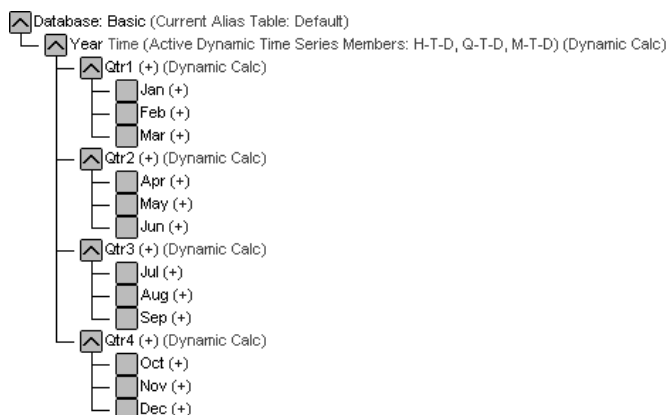 Database: Basic (Current Alias Table: Default)
Year Time (Active Dynamic Time Series Members: H-T-D, Q-T-D, M-T-D) (Dynamic Calc)
Qtr1 (+) (Dynamic Calc)
Jan (+)
Feb (+)
Mar (+)
Qtr2 (+) (Dynamic Calc)
Apr (+)
May (+)
Jun (+)
Qtr3 (+) (Dynamic Calc)
Jul (+)
Aug (+)
Sep (+)
Qtr4 (+) (Dynamic Calc)
Oct (+)
Nov (+)
Dec (+)